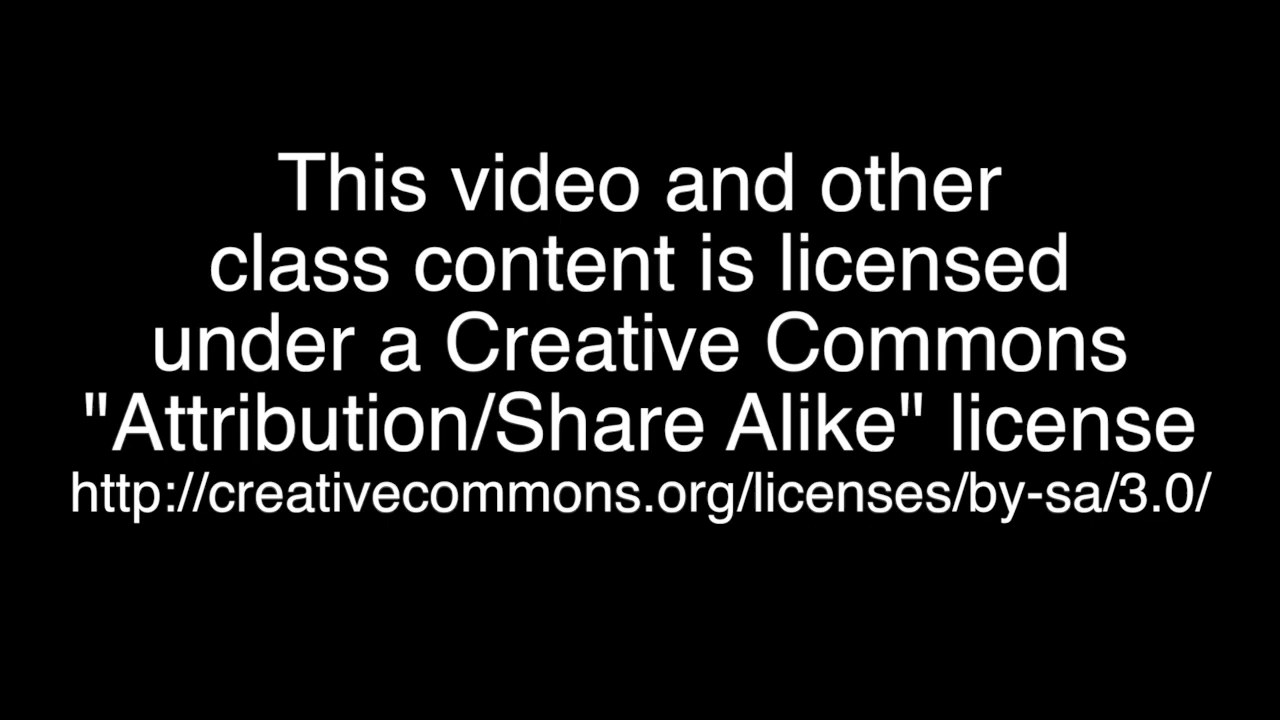 This video and other
class content is licensed
under a Creative Commons
"Attribution/Share Alike" license
http://creativecommons.org/licenses/by-sa/3.0/